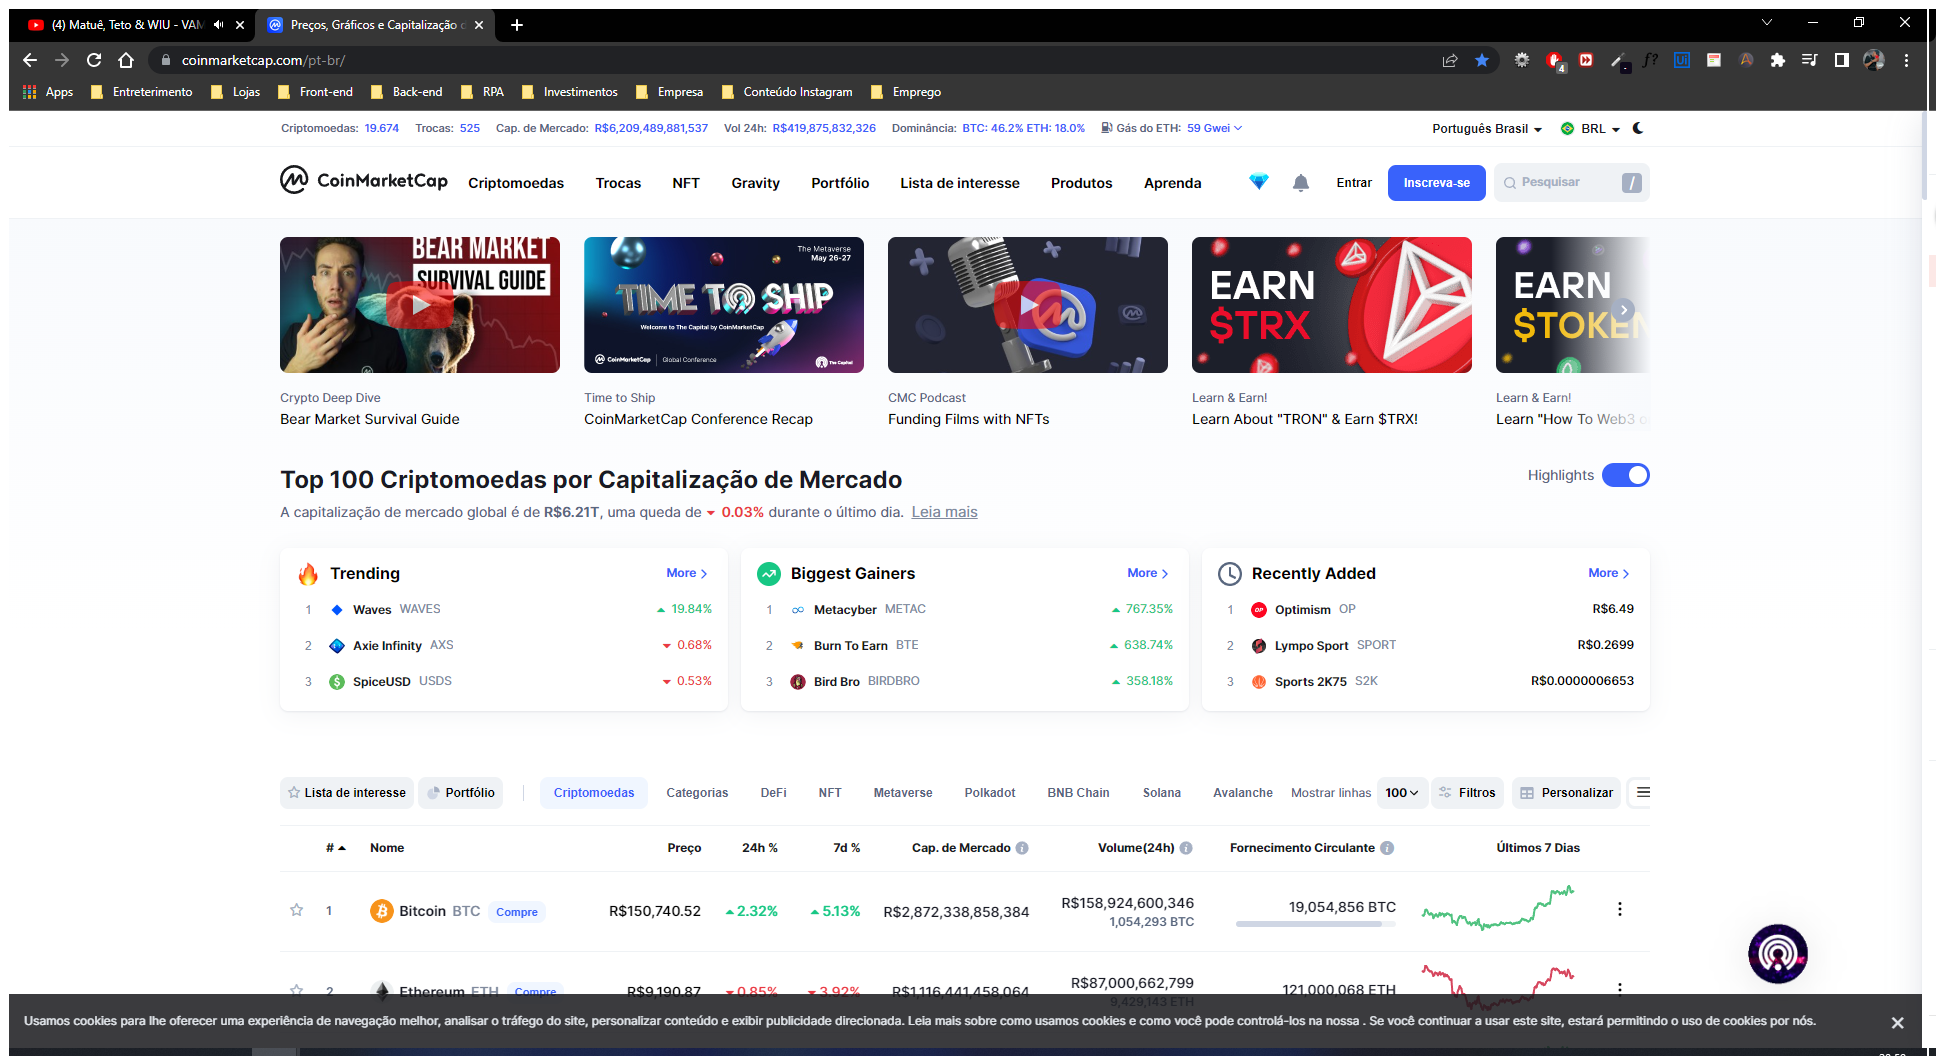 (4) Matuê, Teto & WIU - VAM
Preços, Gráficos e Capitalização
coinmarketcap.com/pt-br/
4
f?
Apps Entreterimento Lojas Front-end Back-end RPA Investimentos Empresa Conteúdo Instagram Emprego
Criptomoedas: 19.674 Trocas: 525 Cap. de Mercado: R$6,209,489,881,537 Vol 24h: R$419,875,832,326 Dominância: BTC: 46.2% ETH: 18.0% Gás do ETH: 59 Gwei Português Brasil BRL
CoinMarketCap Criptomoedas Trocas NFT Gravity Portfólio Lista de interesse Produtos Aprenda Entrar Inscreva-se Pesquisar /
BEAR MARKET
SURVIVAL GUIDE
The Metaverse
May 26-27
TIME TO SHIP
Welcome to The Capital by CoinMarketCap
CoinMarketCap Global Conference The Capital
EARN
$TRX
EARN
$TOKEN
Crypto Deep Dive Time to Ship CMC Podcast Learn & Earn! Learn & Earn!
Bear Market Survival Guide CoinMarketCap Conference Recap Funding Films with NFTs Learn About "TRON" & Earn $TRX! Learn "How To Web3
Top 100 Criptomoedas por Capitalização de Mercado Highlights
A capitalização de mercado global é de R$6.21T, uma queda de 0.03% durante o último dia. Leia mais
Trending More
1 Waves WAVES 19.84%
2 Axie Infinity AXS 0.68%
3 SpiceUSD USDS 0.53%
Biggest Gainers More
1 Metacyber METAC 767.35%
2 Burn To Earn BTE 638.74%
3 Bird Bro BIRDBRO 358.18%
Recently Added More
1 Optimism OP R$6.49
2 Lympo Sport SPORT R$0.2699
3 Sports 2K75 S2K R$0.0000006653
Lista de interesse Portfólio Criptomoedas Categorias DeFi NFT Metaverse Polkadot BNB Chain Solana Avalanche Mostrar linhas 100 Filtros Personalizar
# Nome Preço 24h % 7d % Cap. de Mercado Volume(24h) Fornecimento Circulante Últimos 7 Dias
1 Bitcoin BTC Compre R$150,740.52 2.32% 5.13% R$2,872,338,858,384 R$158,924,600,346 19,054,856 BTC
1,054,293 BTC
2 Ethereum ETH Compre R$9,190.87 0.85% 3.92% R$1,116,441,458,064 R$87,000,662,799 121,000,068 ETH
9,429,143 ETH
Usamos cookies para lhe oferecer uma experiência de navegação melhor, analisar o tráfego do site, personalizar conteúdo e exibir publicidade direcionada. Leia mais sobre como usamos cookies e como você pode controlá-los na nossa . Se você continuar a usar este site, estará permitindo o uso de cookies por nós.